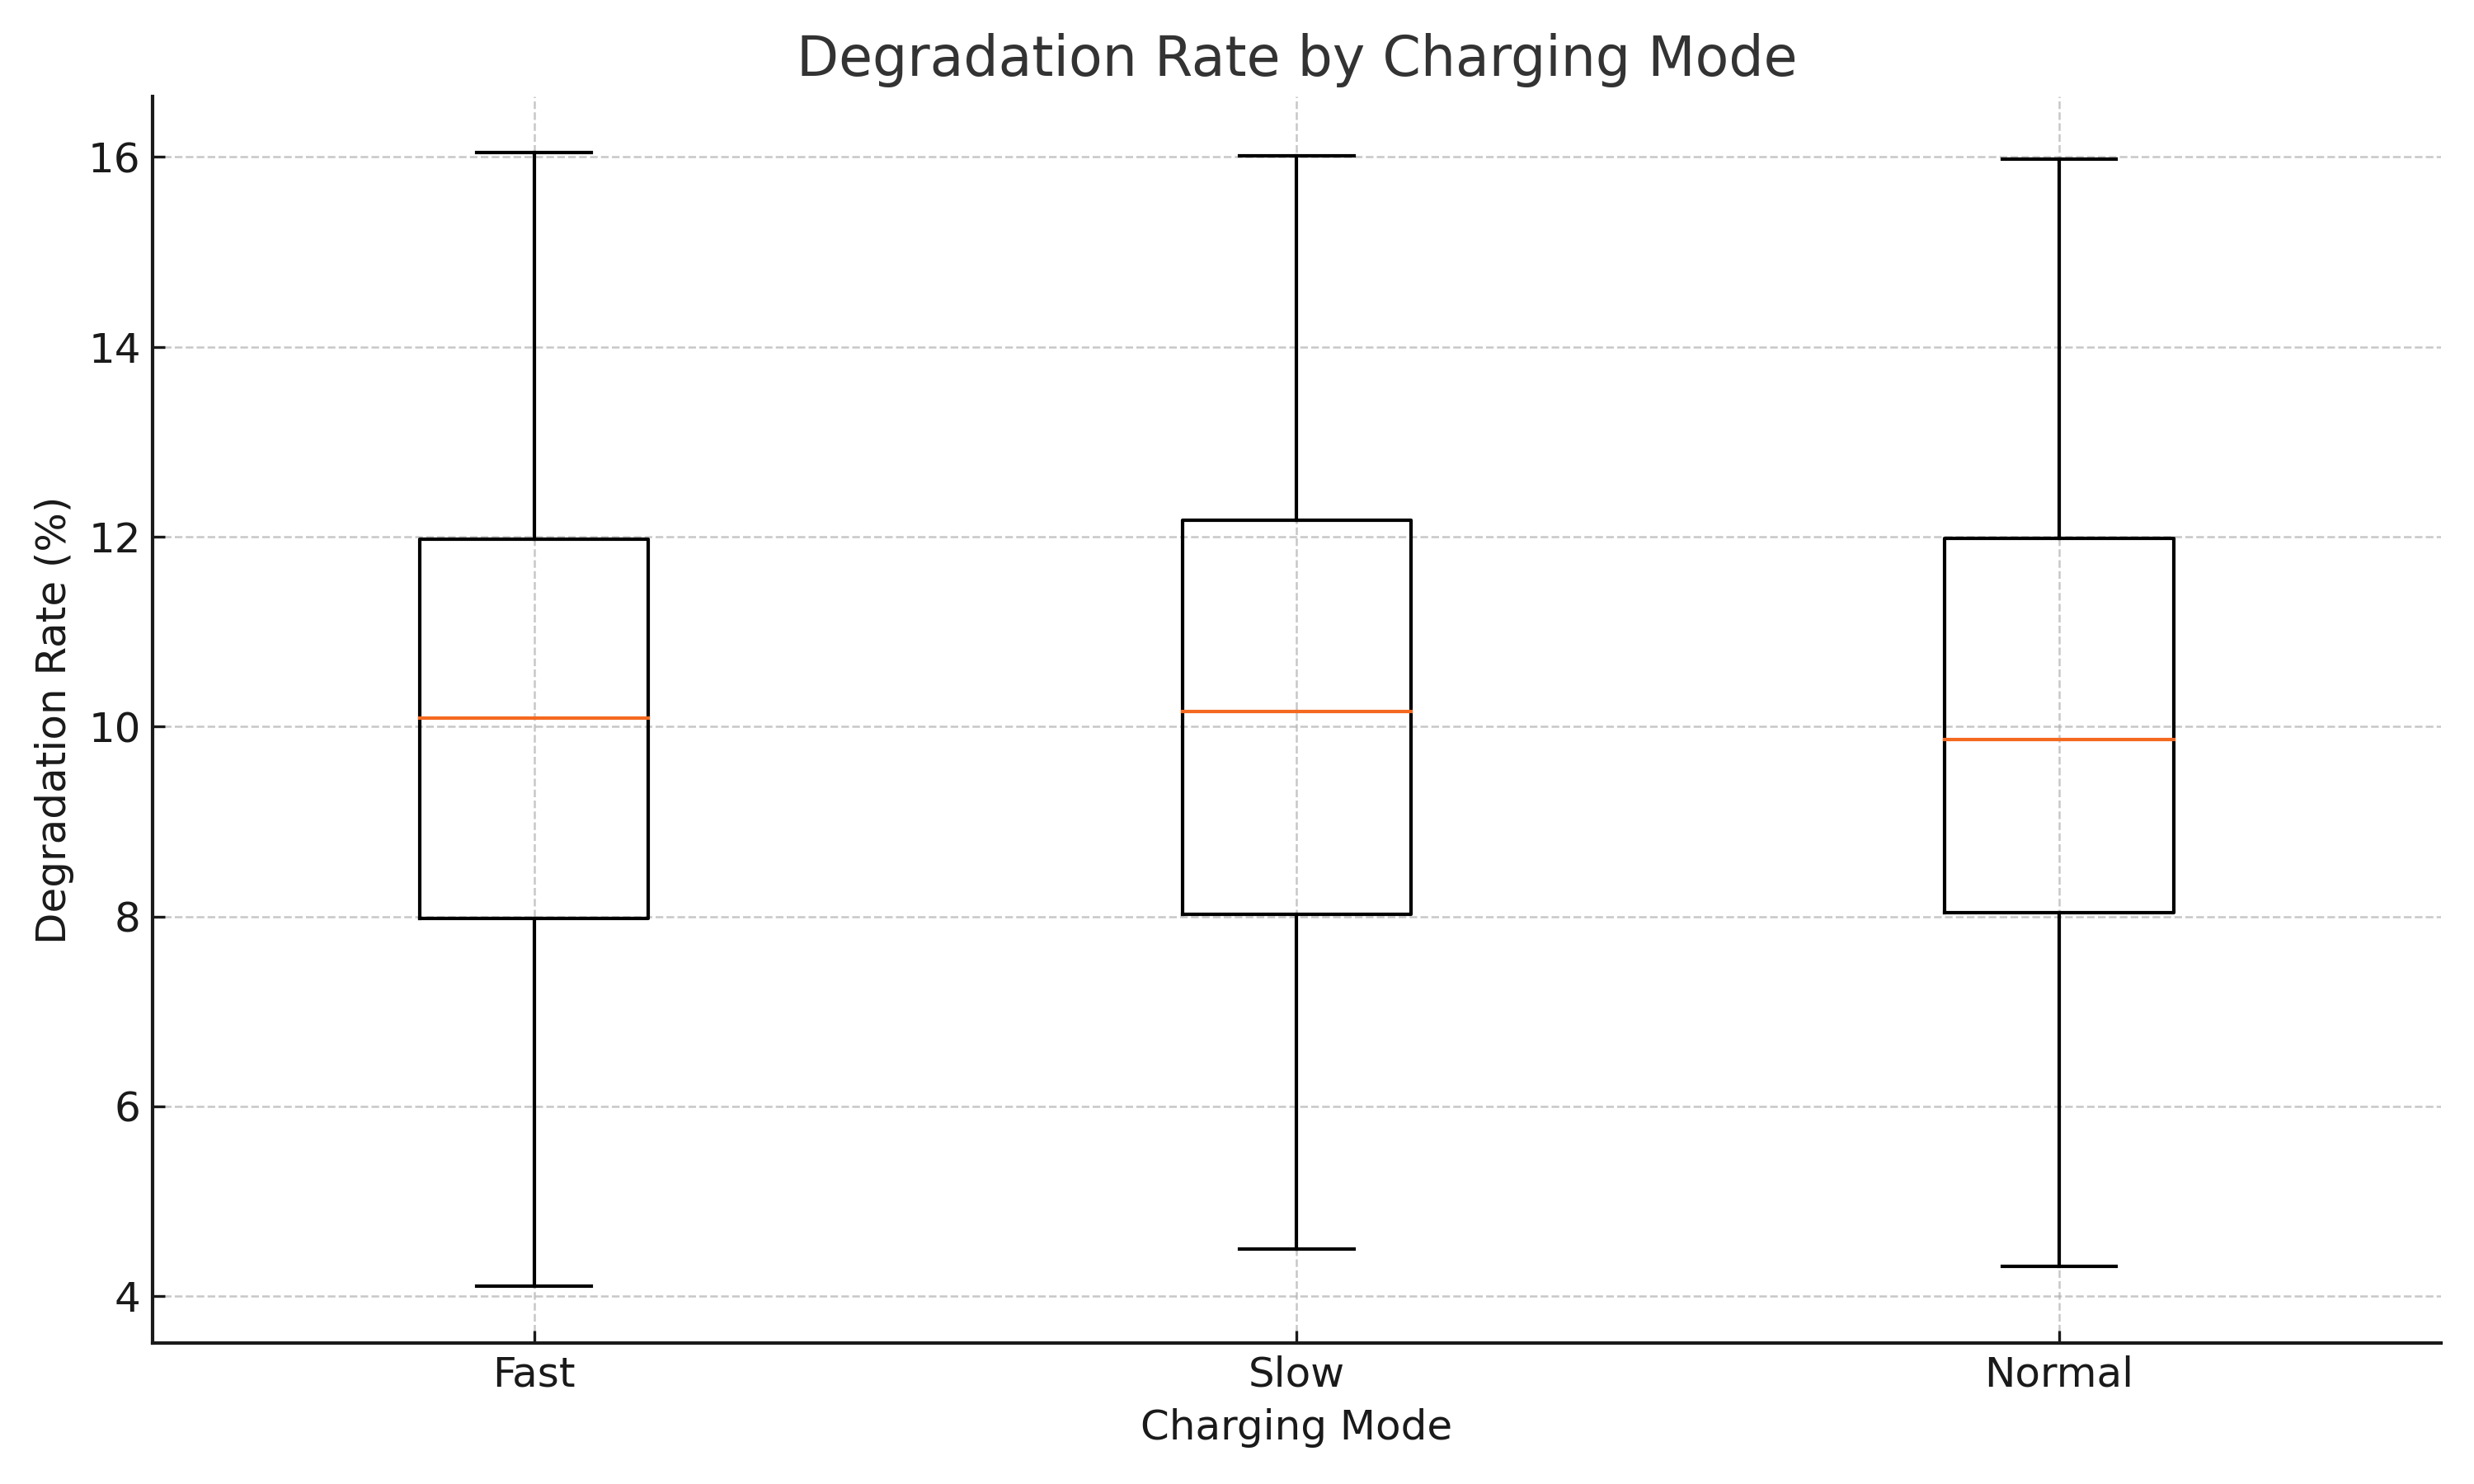 Degradation Rate by Charging Mode
Degradation Rate (%)
16
14
12
10
8
6
4
Fast Slow Normal
Charging Mode